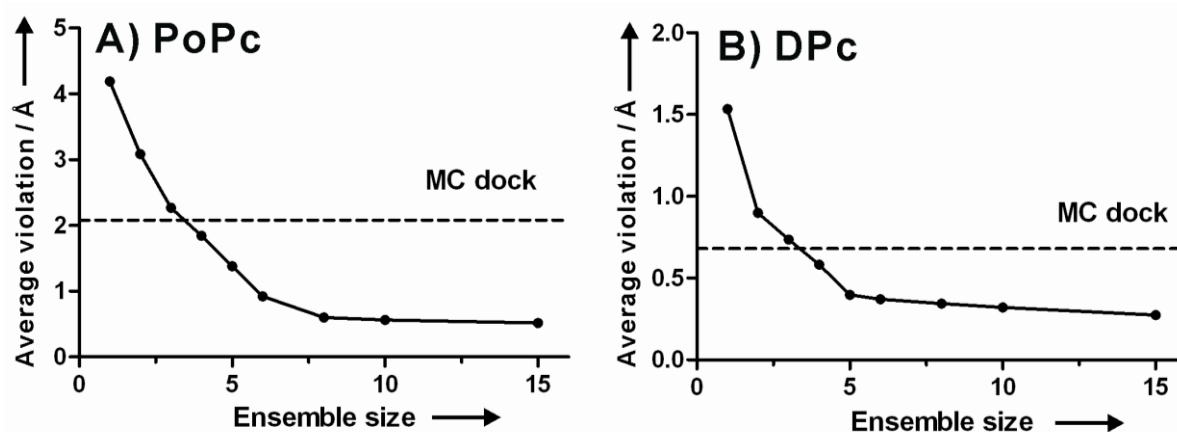 A) PoPc
Average violation / Å
5
4
3
2
1
0
MC dock
0
5
10
15
Ensemble size
B) DPc
Average violation / Å
2.0
1.5
1.0
0.5
0.0
MC dock
0
5
10
15
Ensemble size